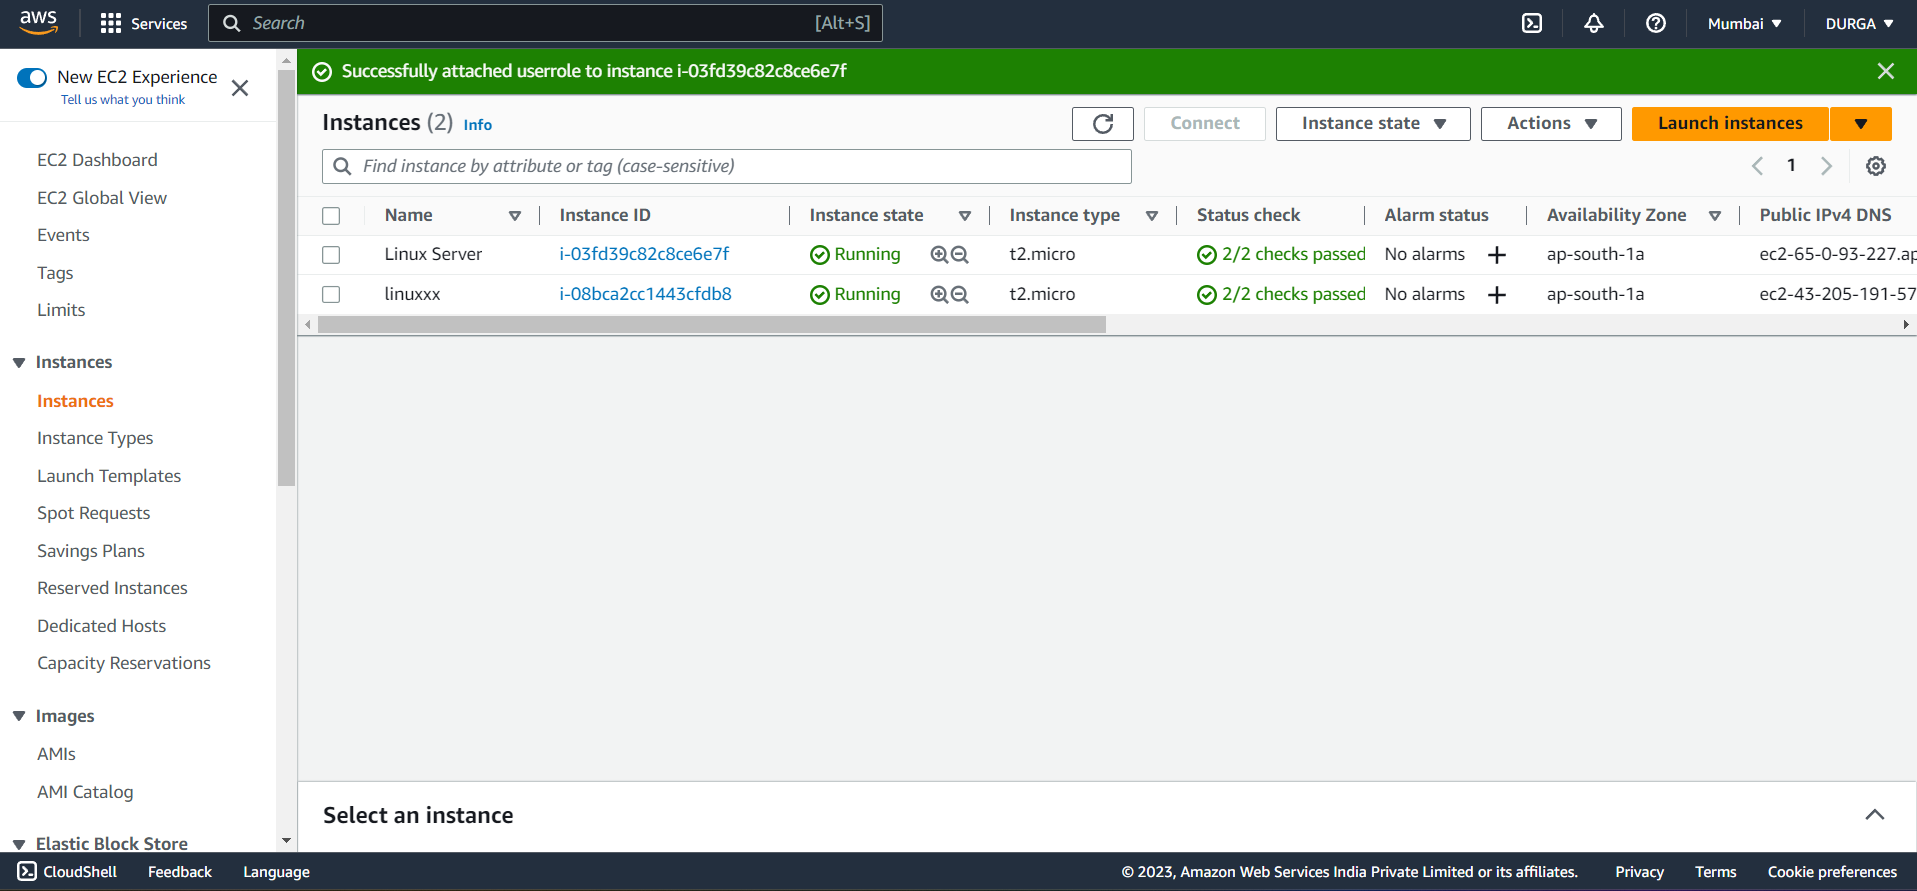 aws
Services
Search
[Alt+S]
Mumbai
DURGA
New EC2 Experience
Tell us what you think
EC2 Dashboard
EC2 Global View
Events
Tags
Limits
Instances
Instances
Instance Types
Launch Templates
Spot Requests
Savings Plans
Reserved Instances
Dedicated Hosts
Capacity Reservations
Images
AMIs
AMI Catalog
Elastic Block Store
Successfully attached userrole to instance i-03fd39c82c8ce6e7f
Instances (2) Info
Connect
Instance state
Actions
Launch instances
Find instance by attribute or tag (case-sensitive)
1
Name Instance ID Instance state Instance type Status check Alarm status Availability Zone Public IPv4 DNS
Linux Server i-03fd39c82c8ce6e7f Running t2.micro 2/2 checks passed No alarms + ap-south-1a ec2-65-0-93-227.ap
linuxxx i-08bca2cc1443cfdb8 Running t2.micro 2/2 checks passed No alarms + ap-south-1a ec2-43-205-191-57
Select an instance
CloudShell Feedback Language © 2023, Amazon Web Services India Private Limited or its affiliates. Privacy Terms Cookie preferences